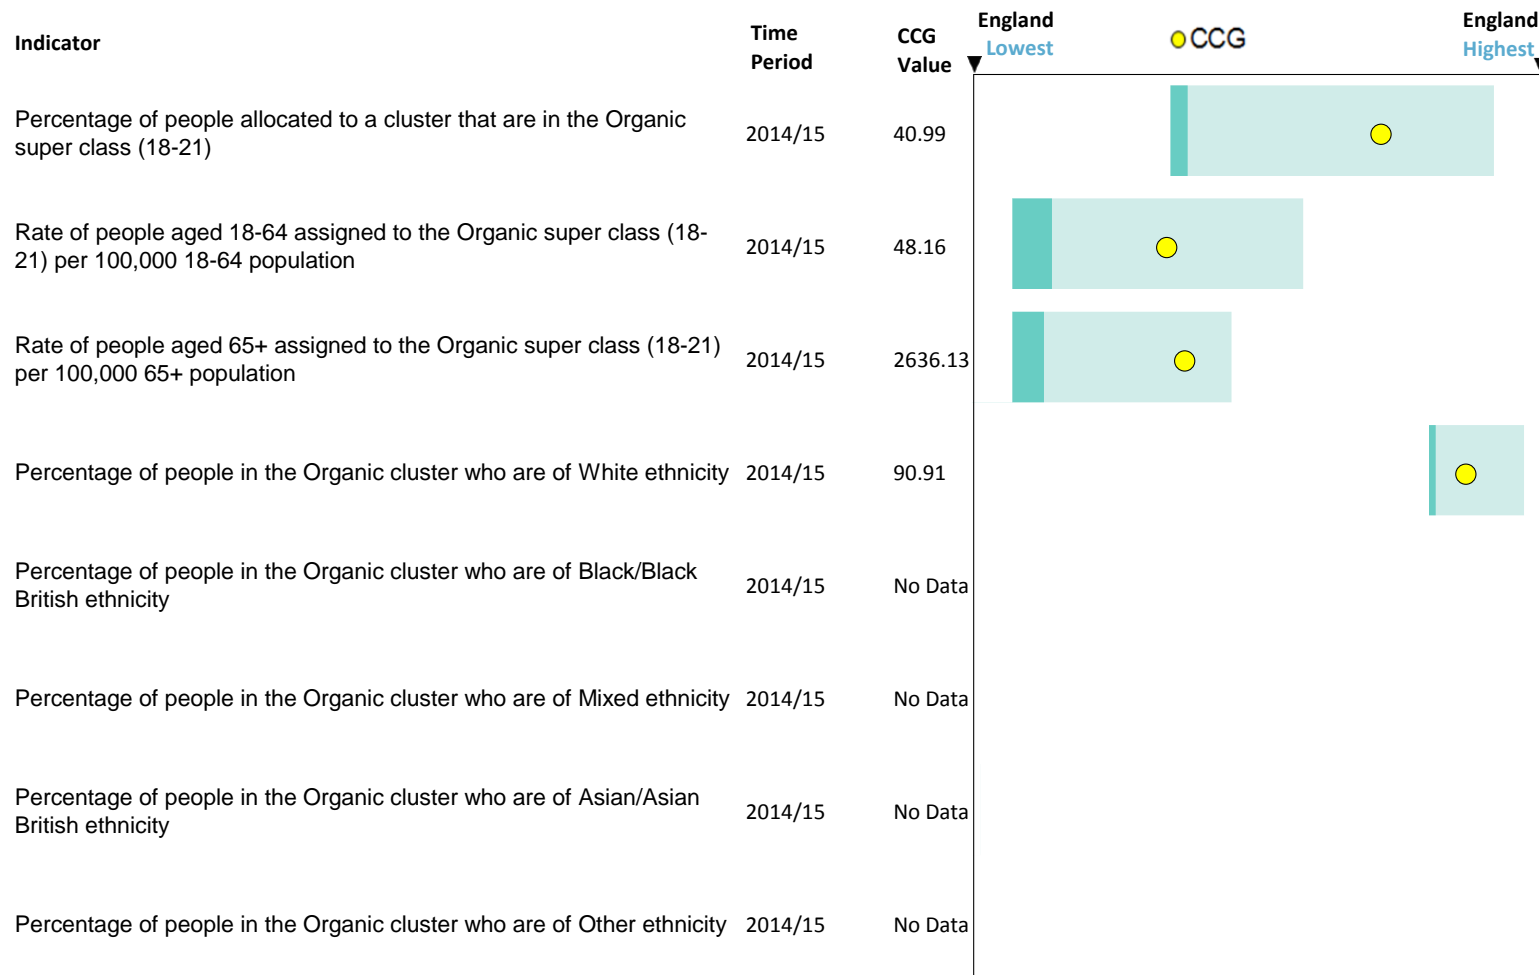 Indicator
Time
Period
CCG
Value
England
Lowest
CCG
England
Highest
Percentage of people allocated to a cluster that are in the Organic
super class (18-21)
2014/15
40.99
Rate of people aged 18-64 assigned to the Organic super class (18-
21) per 100,000 18-64 population
2014/15
48.16
Rate of people aged 65+ assigned to the Organic super class (18-21)
per 100,000 65+ population
2014/15
2636.13
Percentage of people in the Organic cluster who are of White ethnicity
2014/15
90.91
Percentage of people in the Organic cluster who are of Black/Black
British ethnicity
2014/15
No Data
Percentage of people in the Organic cluster who are of Mixed ethnicity
2014/15
No Data
Percentage of people in the Organic cluster who are of Asian/Asian
British ethnicity
2014/15
No Data
Percentage of people in the Organic cluster who are of Other ethnicity
2014/15
No Data